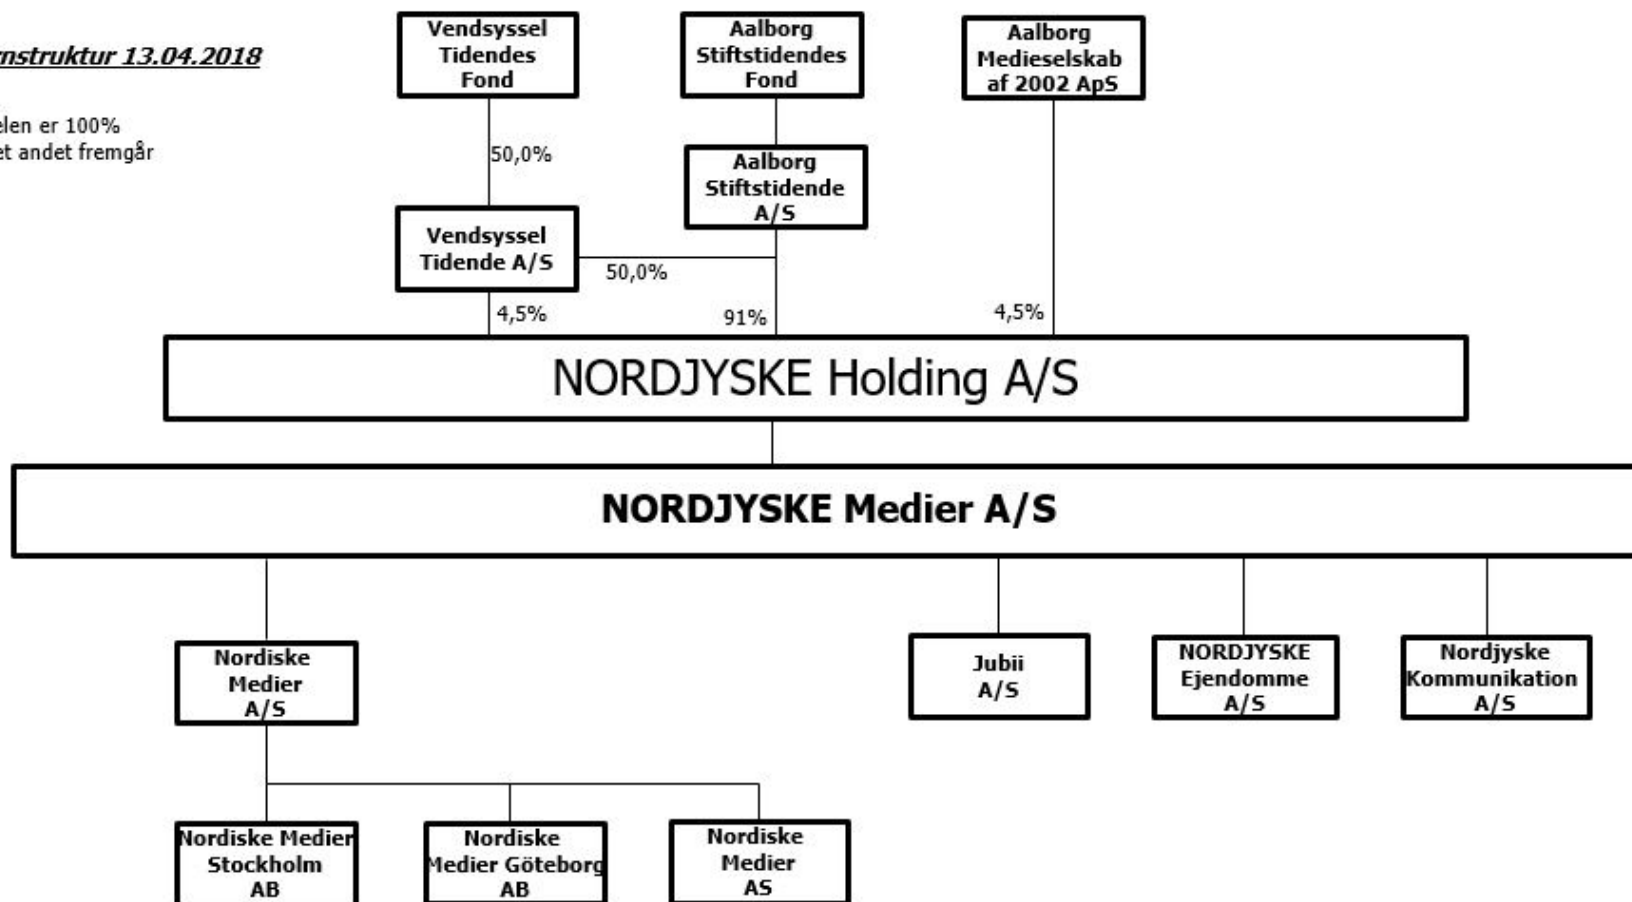 nstruktur 13.04.2018
elen er 100%
et andet fremgår
Vendsyssel
Tidendes
Fond
Aalborg
Stiftstidendes
Fond
Aalborg
Medieselskab
af 2002 ApS
50,0%
Aalborg
Stiftstidende
A/S
Vendsyssel
Tidende A/S
50,0%
4,5%
91%
4,5%
NORDJYSKE Holding A/S
NORDJYSKE Medier A/S
Nordiske
Medier
A/S
Jubii
A/S
NORDJYSKE
Ejendomme
A/S
Nordjyske
Kommunikation
A/S
Nordiske Medier
Stockholm
AB
Nordiske
Medier Göteborg
AB
Nordiske
Medier
AS